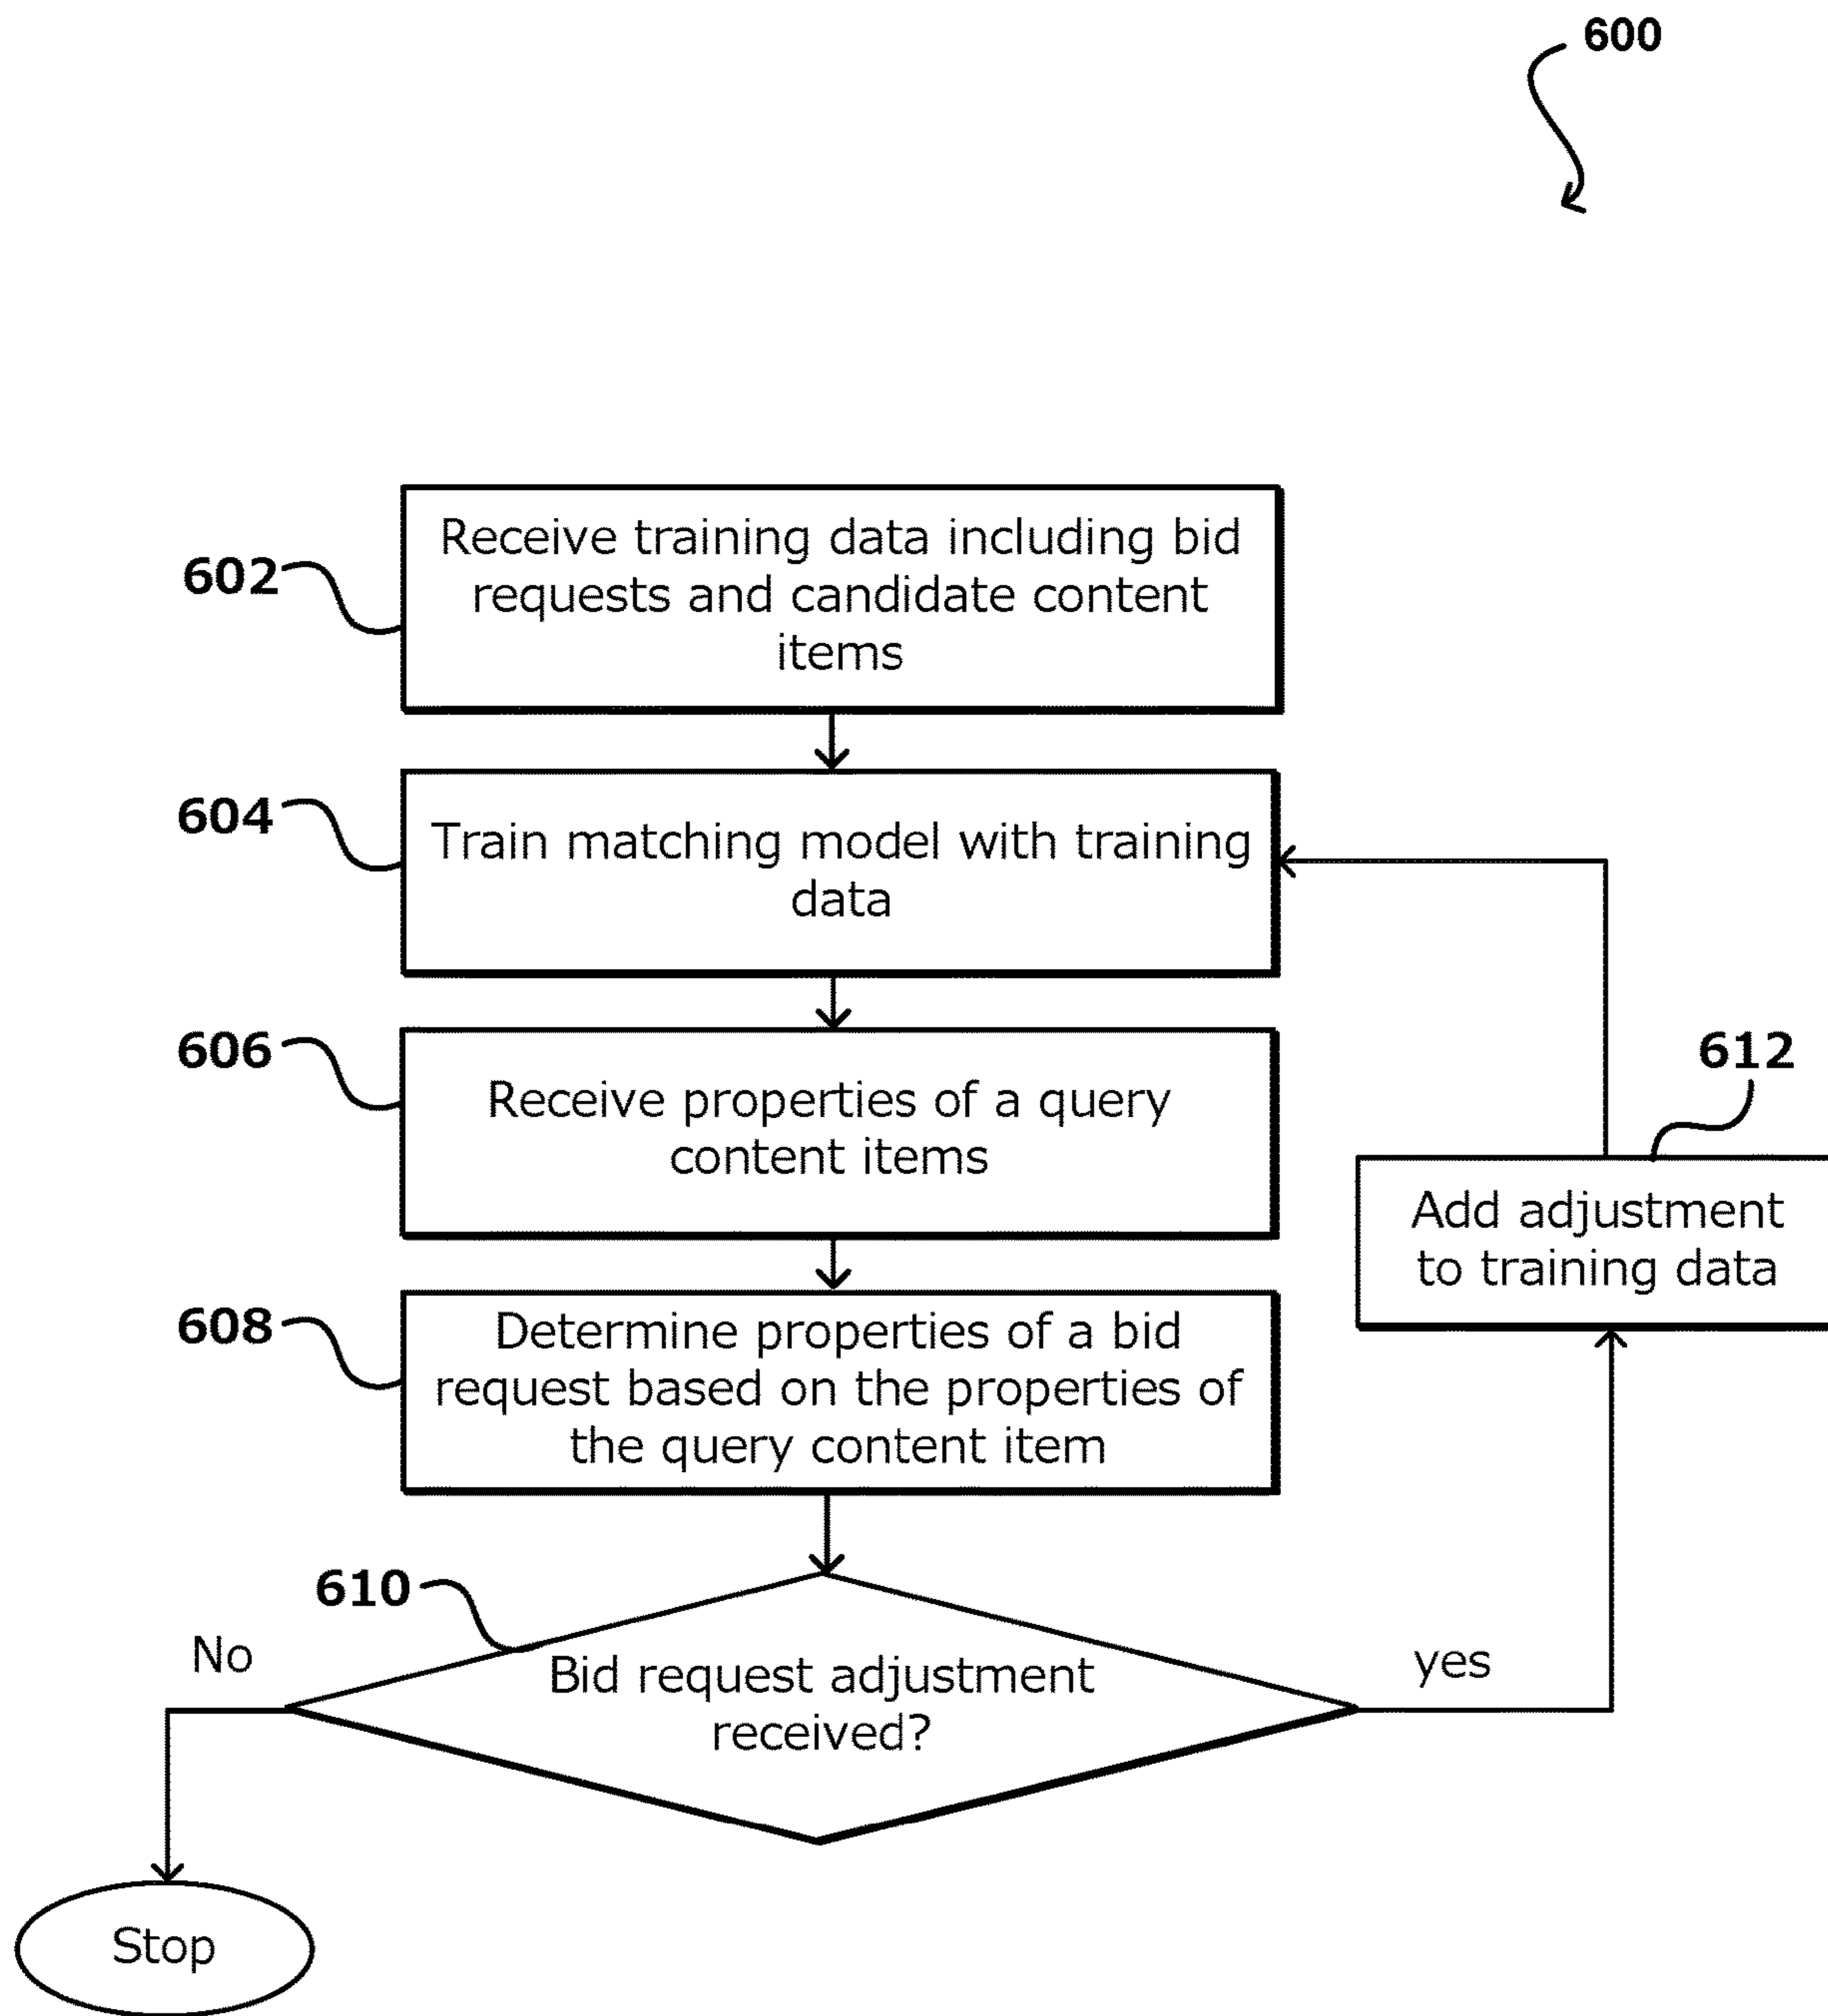 600
602
Receive training data including bid
requests and candidate content
items
604
Train matching model with training
data
606
Receive properties of a query
content items
612
Add adjustment
to training data
608
Determine properties of a bid
request based on the properties of
the query content item
610
No
Bid request adjustment
received?
yes
Stop